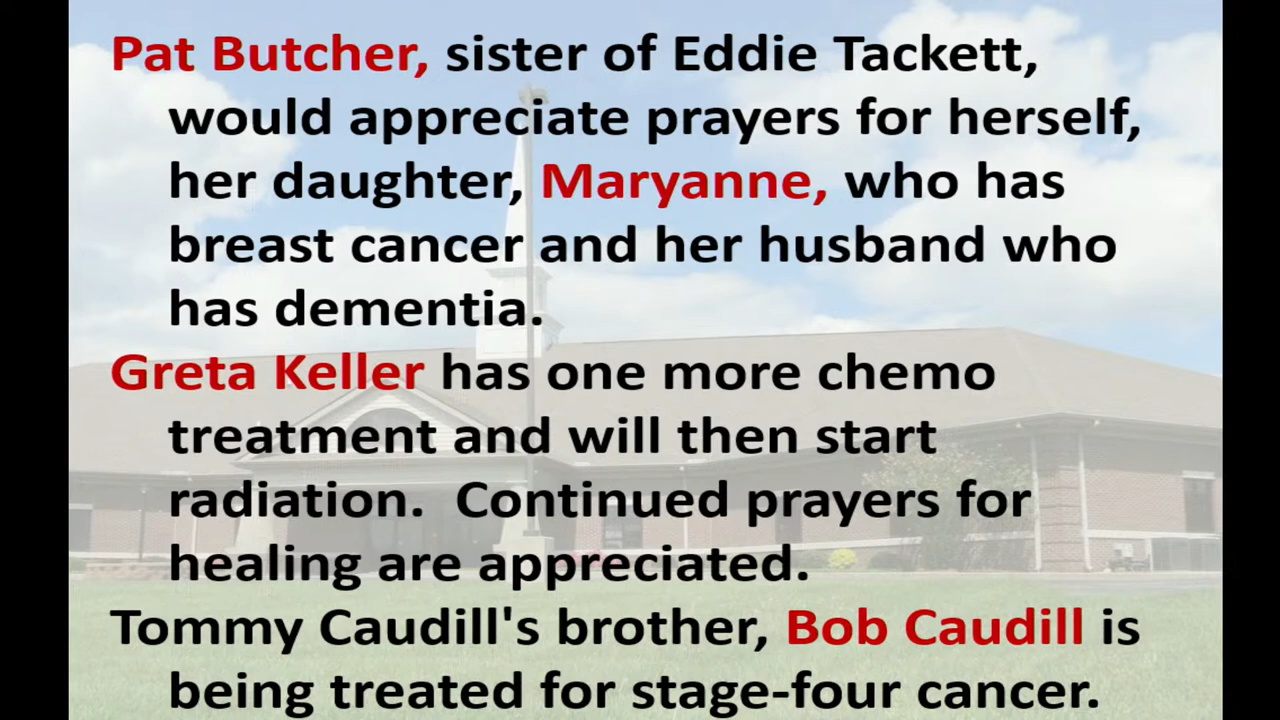 Pat Butcher, sister of Eddie Tackett,
would appreciate prayers for herself,
her daughter, Maryanne, who has
breast cancer and her husband who
has dementia.
Greta Keller has one more chemo
treatment and will then start
radiation.  Continued prayers for
healing are appreciated.
Tommy Caudill's brother, Bob Caudill is
being treated for stage-four cancer.